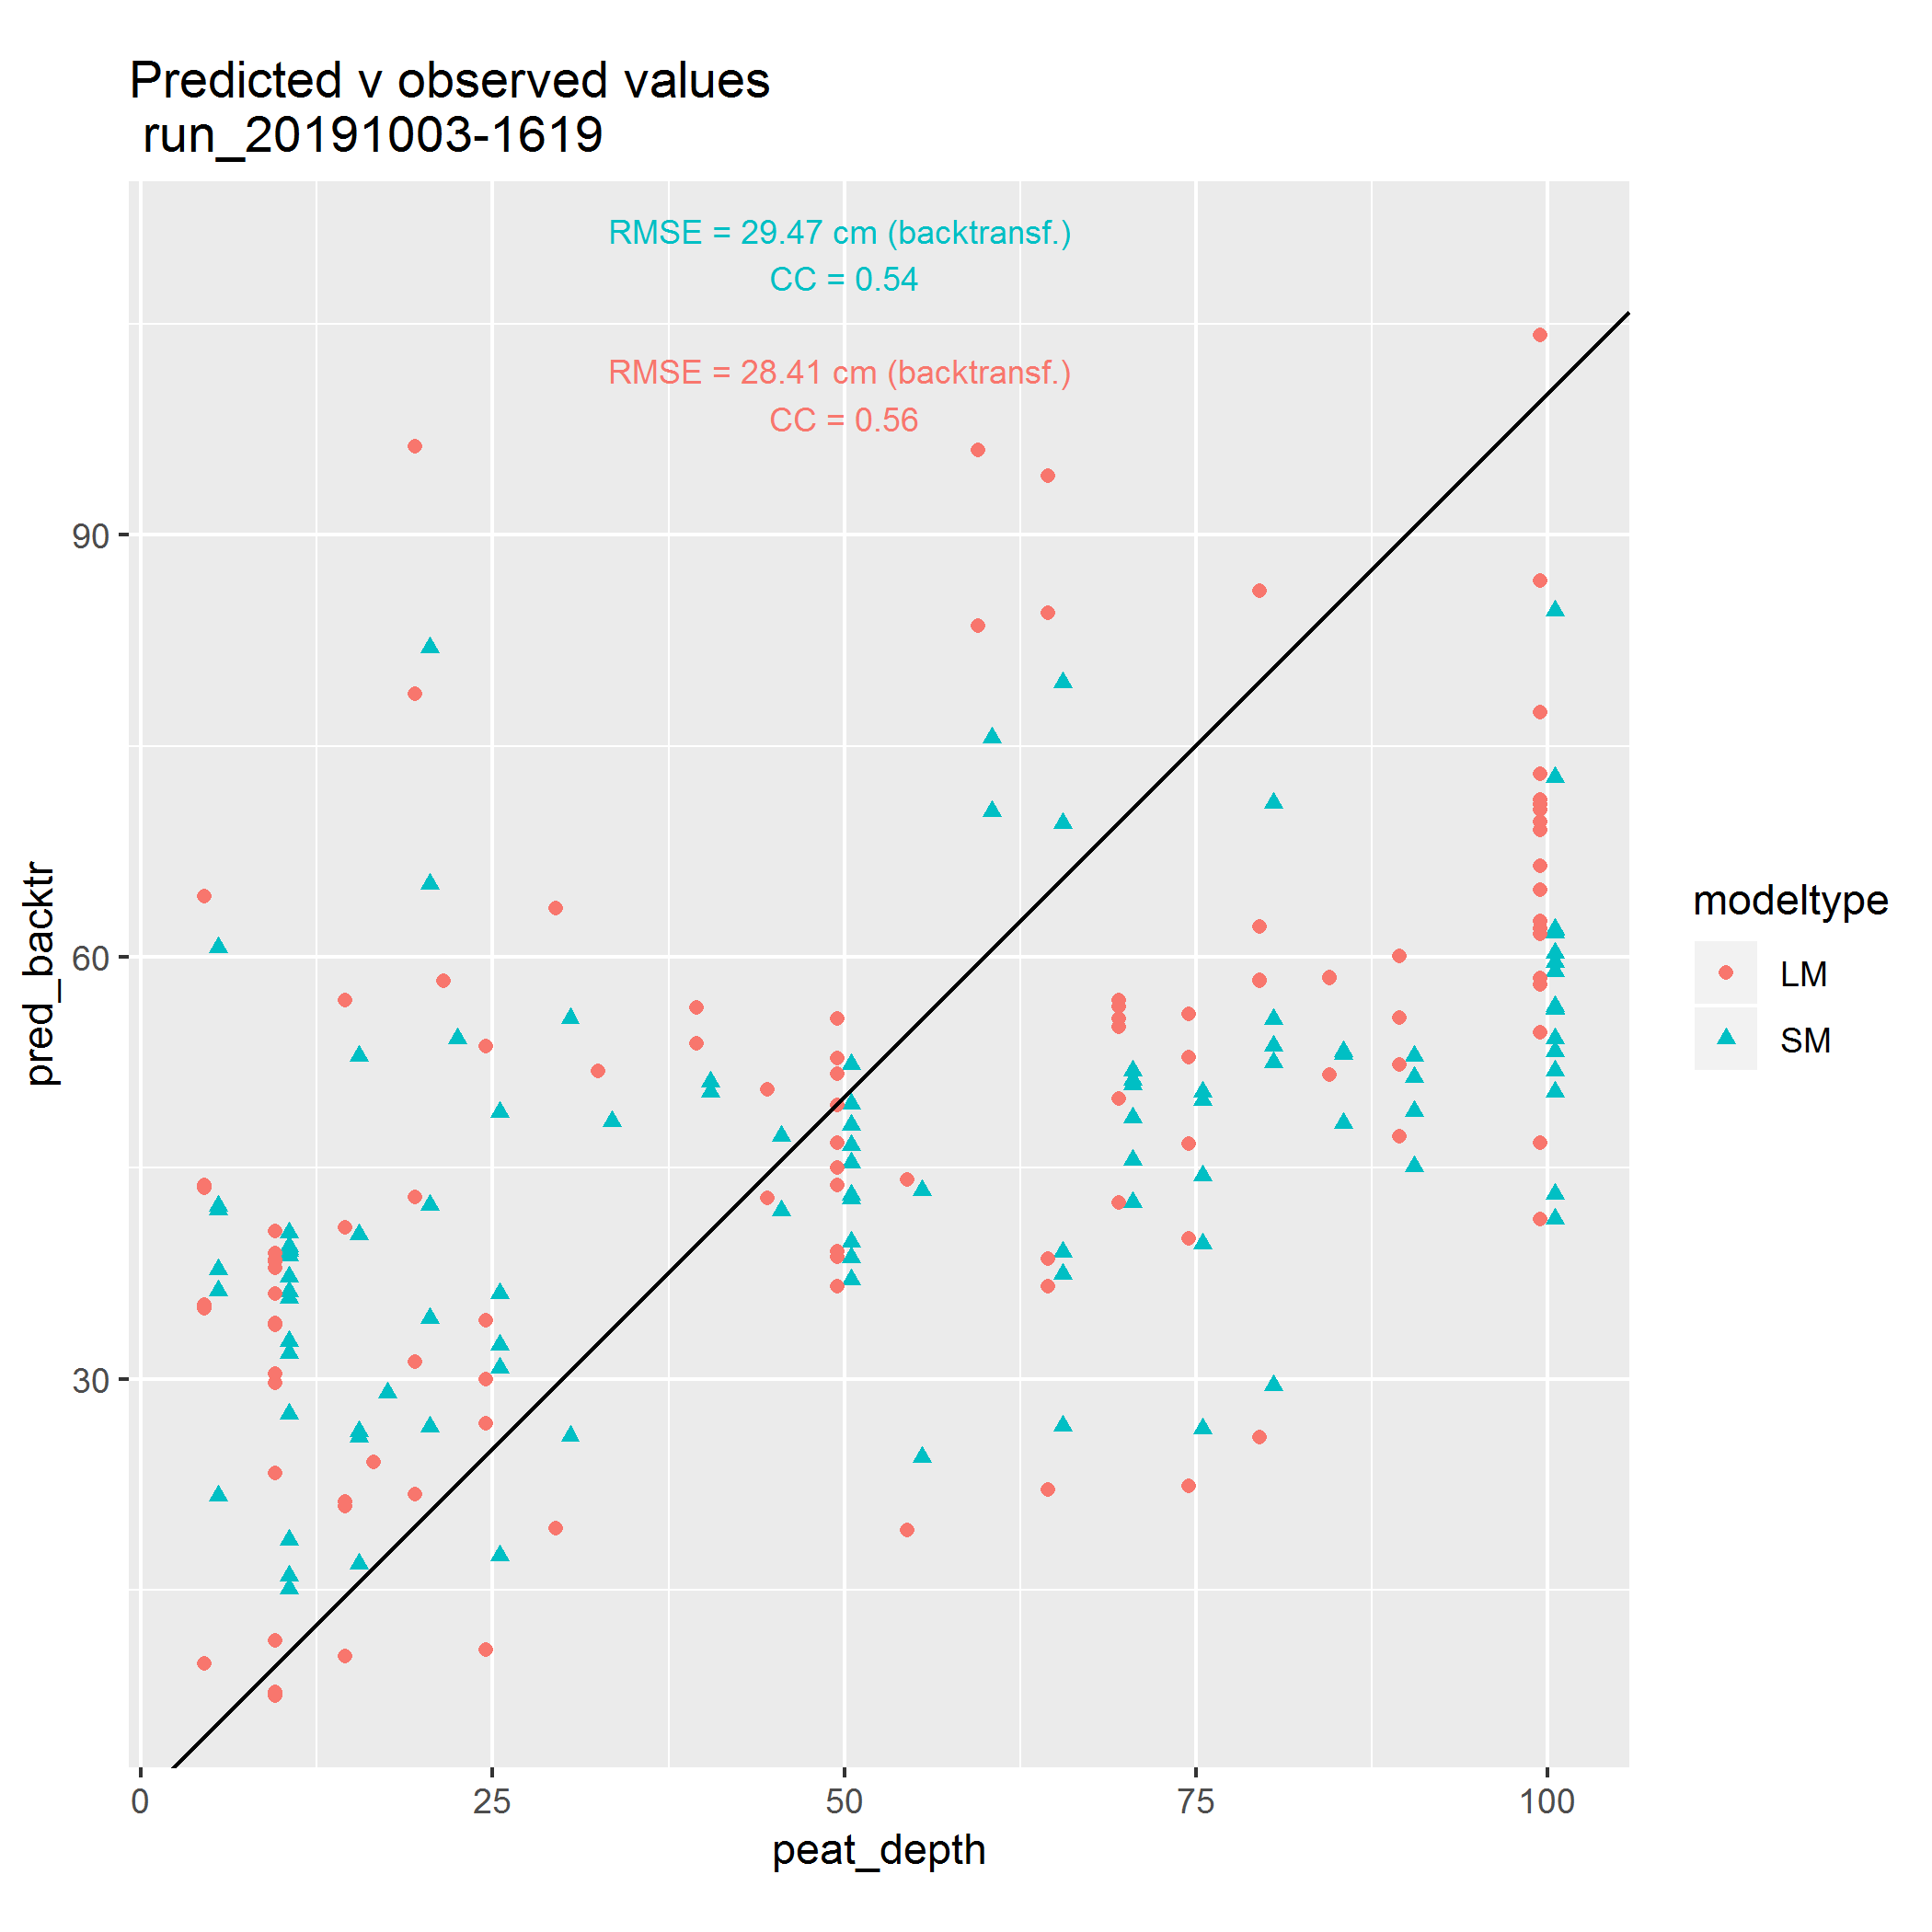 Predicted v observed values
run_20191003-1619
RMSE = 29.47 cm (backtransf.)
CC = 0.54
RMSE = 28.41 cm (backtransf.)
CC = 0.56
90
60
30
pred_backtr
0
25
50
75
100
peat_depth
modeltype
LM
SM